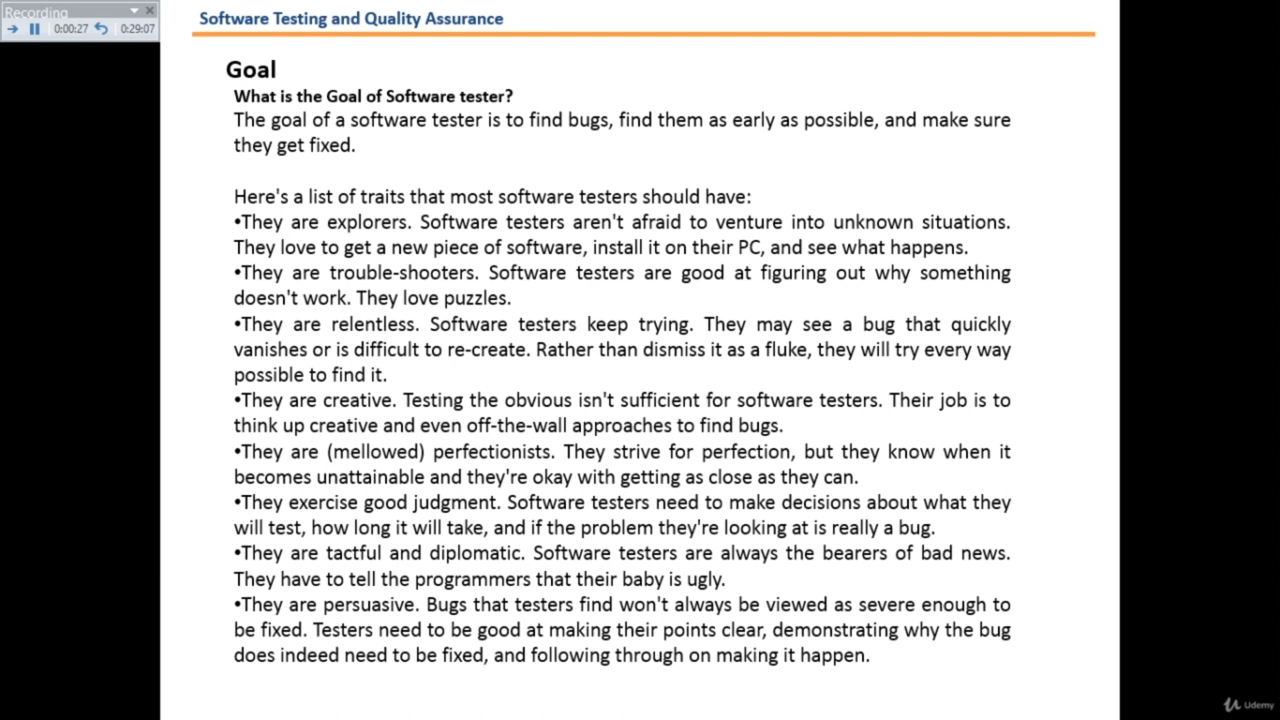 Recording
0:00:27 0:29:07
Software Testing and Quality Assurance
Goal
What is the Goal of Software tester?
The goal of a software tester is to find bugs, find them as early as possible, and make sure
they get fixed.
Here's a list of traits that most software testers should have:
•They are explorers. Software testers aren't afraid to venture into unknown situations.
They love to get a new piece of software, install it on their PC, and see what happens.
•They are trouble-shooters. Software testers are good at figuring out why something
doesn't work. They love puzzles.
•They are relentless. Software testers keep trying. They may see a bug that quickly
vanishes or is difficult to re-create. Rather than dismiss it as a fluke, they will try every way
possible to find it.
•They are creative. Testing the obvious isn't sufficient for software testers. Their job is to
think up creative and even off-the-wall approaches to find bugs.
•They are (mellowed) perfectionists. They strive for perfection, but they know when it
becomes unattainable and they're okay with getting as close as they can.
•They exercise good judgment. Software testers need to make decisions about what they
will test, how long it will take, and if the problem they're looking at is really a bug.
•They are tactful and diplomatic. Software testers are always the bearers of bad news.
They have to tell the programmers that their baby is ugly.
•They are persuasive. Bugs that testers find won't always be viewed as severe enough to
be fixed. Testers need to be good at making their points clear, demonstrating why the bug
does indeed need to be fixed, and following through on making it happen.
Udemy